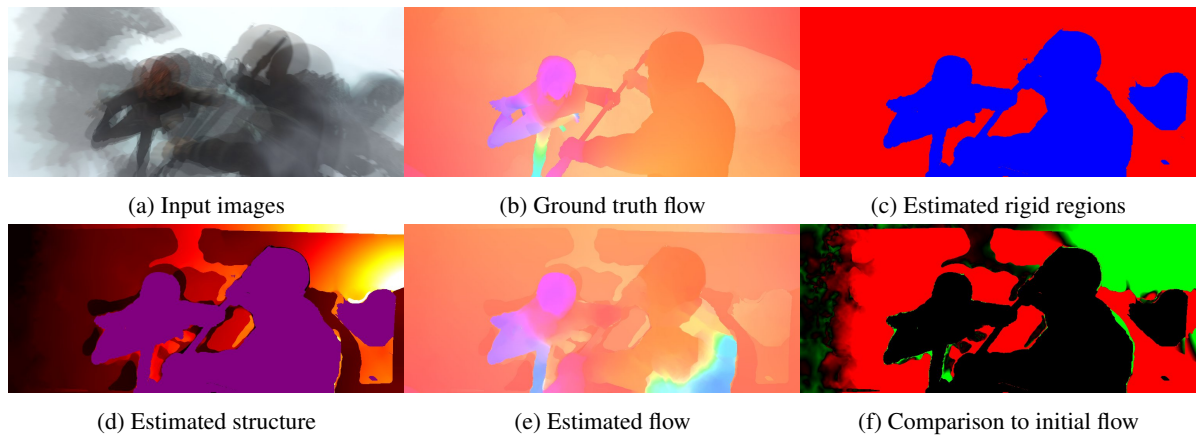 (a) Input images
(b) Ground truth flow
(c) Estimated rigid regions
(d) Estimated structure
(e) Estimated flow
(f) Comparison to initial flow